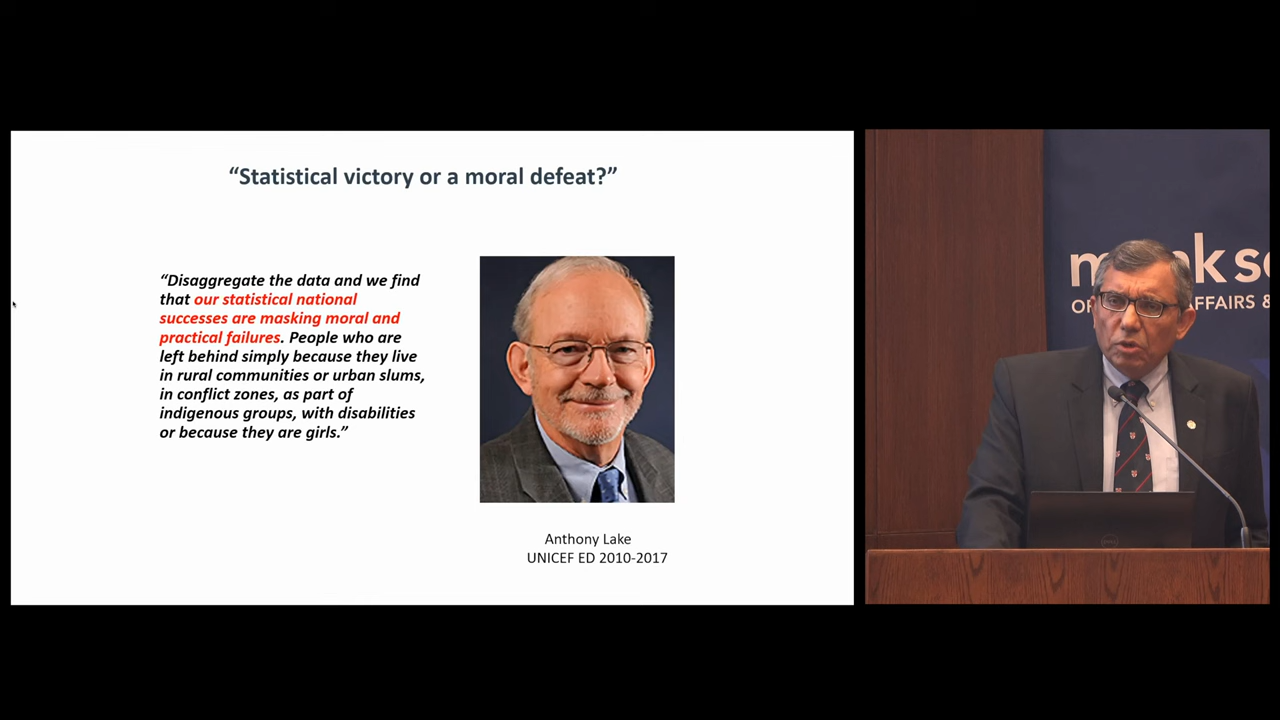 “Statistical victory or a moral defeat?”
“Disaggregate the data and we find
that our statistical national
successes are masking moral and
practical failures. People who are
left behind simply because they live
in rural communities or urban slums,
in conflict zones, as part of
indigenous groups, with disabilities
or because they are girls.”
Anthony Lake
UNICEF ED 2010-2017
AFFAIRS &